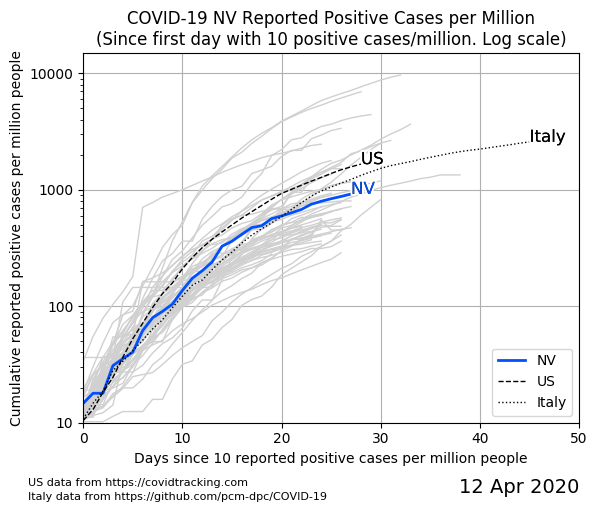 COVID-19 NV Reported Positive Cases per Million
(Since first day with 10 positive cases/million. Log scale)
Cumulative reported positive cases per million people
10000
1000
100
10
Italy
US
NV
NV
US
Italy
0 10 20 30 40 50
Days since 10 reported positive cases per million people
US data from https://covidtracking.com
Italy data from https://github.com/pcm-dpc/COVID-19
12 Apr 2020